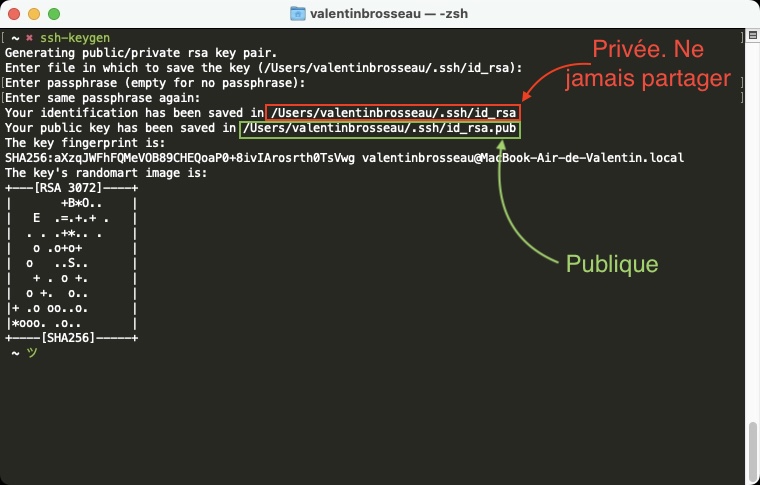 valentinbrosseau — -zsh
~ ✖ ssh-keygen
Generating public/private rsa key pair.
Enter file in which to save the key (/Users/valentinbrosseau/.ssh/id_rsa):
Enter passphrase (empty for no passphrase):
Enter same passphrase again:
Your identification has been saved in /Users/valentinbrosseau/.ssh/id_rsa
Your public key has been saved in /Users/valentinbrosseau/.ssh/id_rsa.pub
The key fingerprint is:
SHA256:aXzqJWFhFQMeVOB89CHEQoaP0+8ivIArosrth0TsVwg valentinbrosseau@MacBook-Air-de-Valentin.local
The key's randomart image is:
+---[RSA 3072]----+
|       +B*O..    |
|   E  .=.+.+ .   |
|  . . .+*.. .    |
|   o .o+o+       |
|  o   ..S..      |
|   + . o +.      |
|  o +.  o..      |
|+ .o oo..o.      |
|*ooo. .o..       |
+----[SHA256]-----+
~ ツ
Privée. Ne
jamais partager
Publique